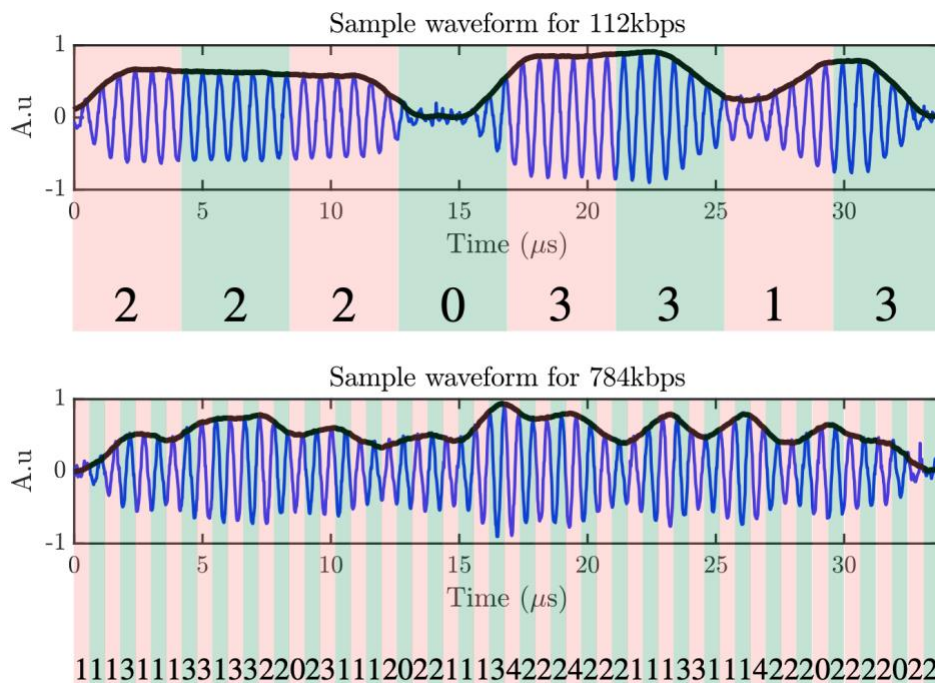 Sample waveform for 112kbps
1
0
-1
A.u
0 5 10 15 20 25 30
Time (μs)
2 2 2 0 3 3 1 3
Sample waveform for 784kbps
1
0
-1
A.u
0 5 10 15 20 25 30
Time (μs)
111311133133220231112022111342224222113311142220222022